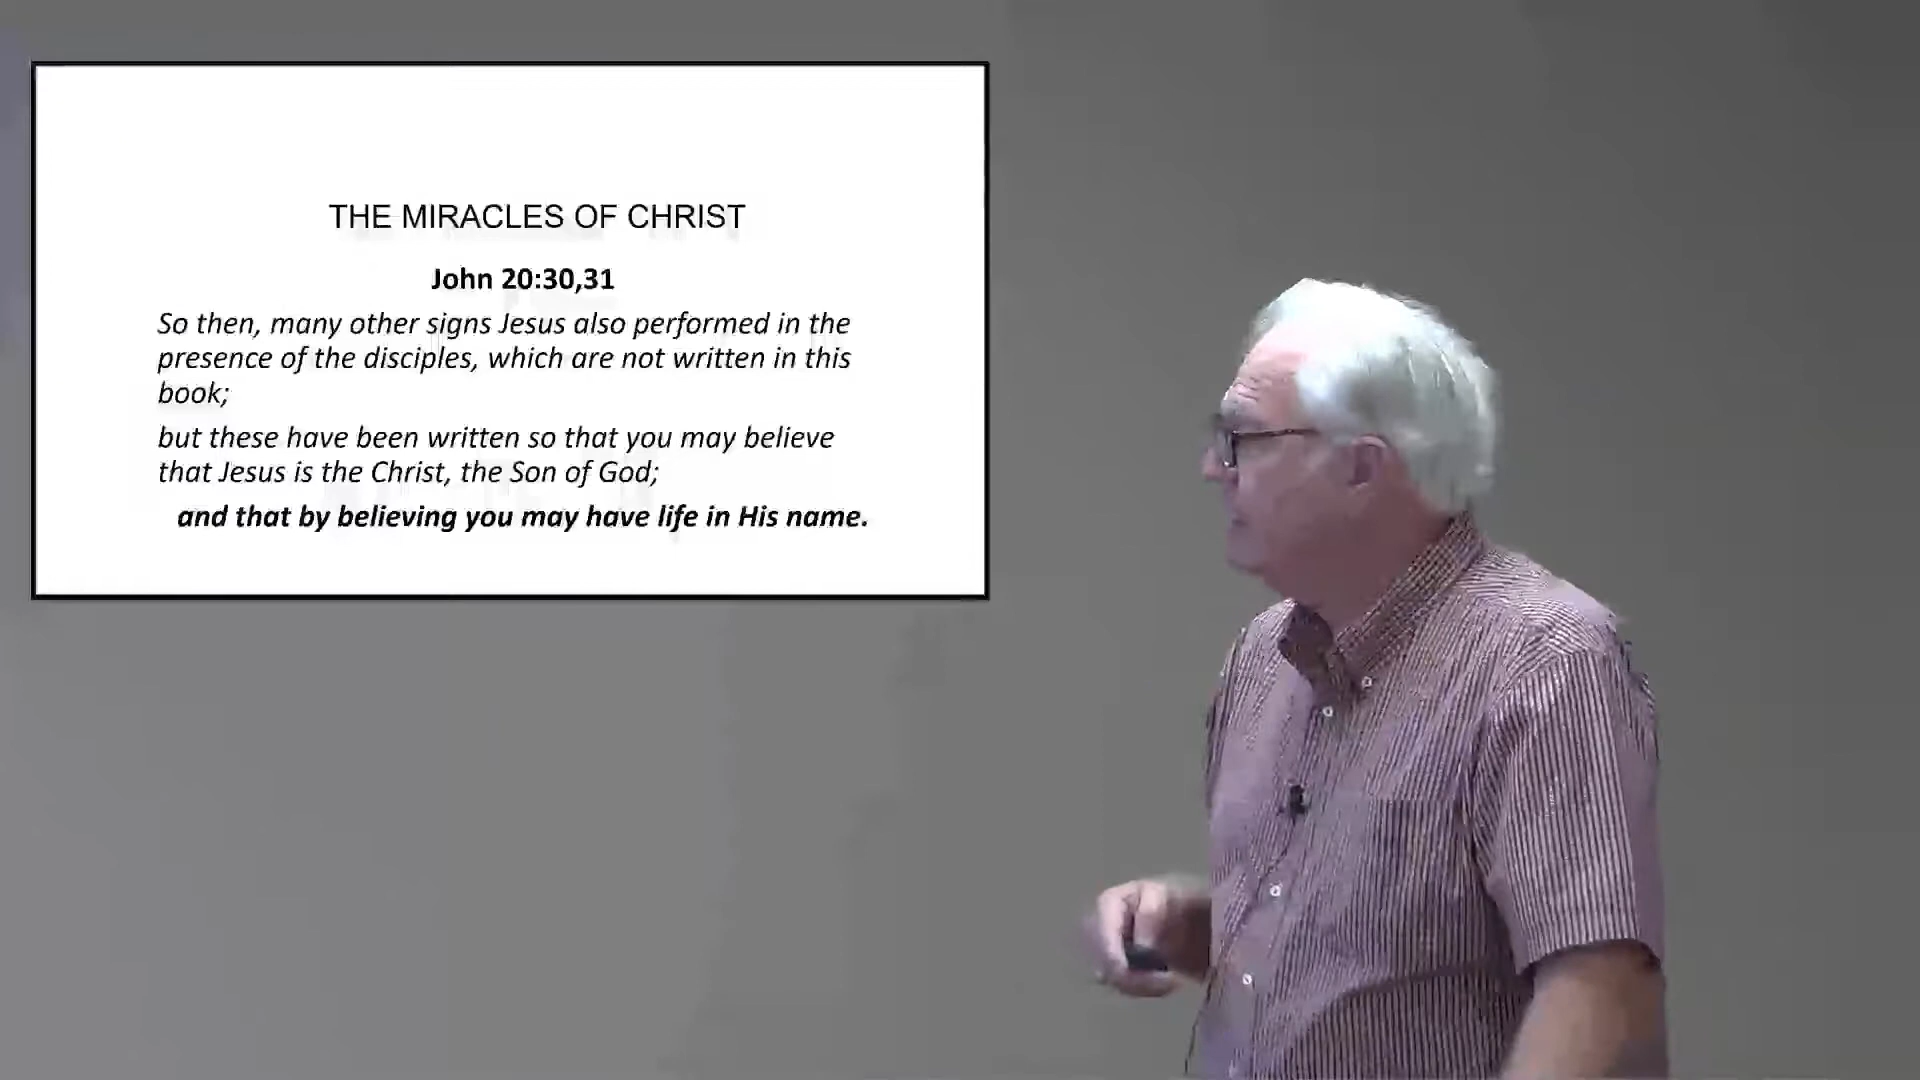 THE MIRACLES OF CHRIST
John 20:30,31
So then, many other signs Jesus also performed in the
presence of the disciples, which are not written in this
book;
but these have been written so that you may believe
that Jesus is the Christ, the Son of God;
and that by believing you may have life in His name.